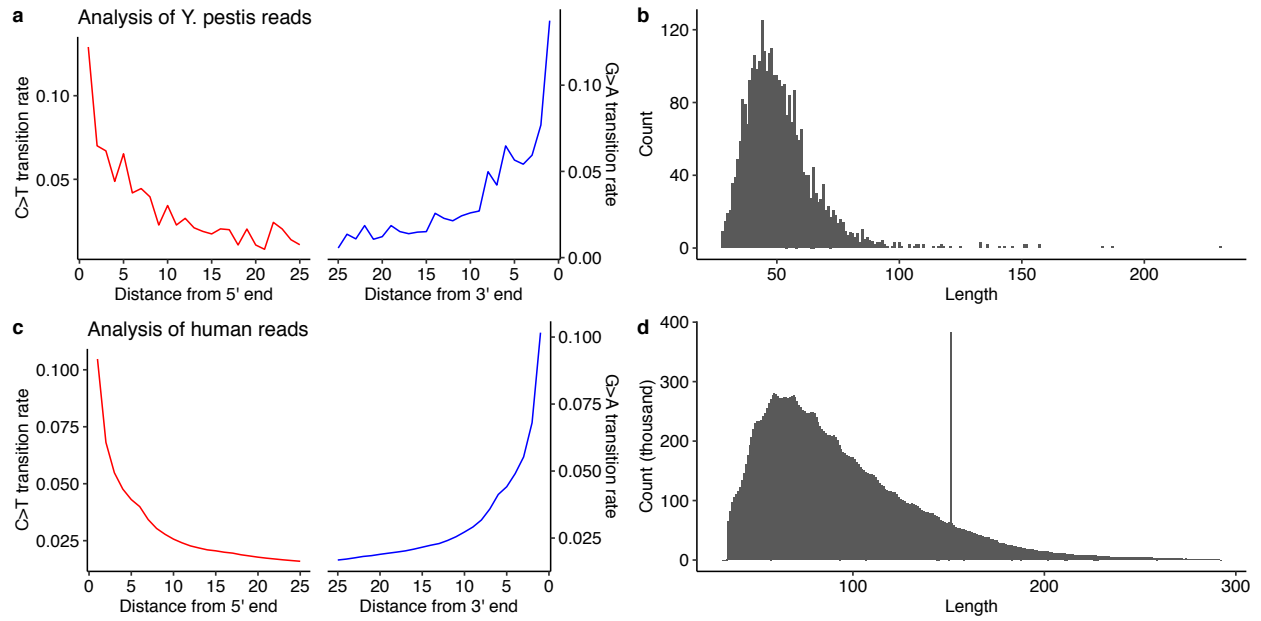 a
Analysis of Y. pestis reads
C>T transition rate
0.10
0.05
0 5 10 15 20 25
Distance from 5' end
25 20 15 10 5 0
Distance from 3' end
0.10
0.05
0.00
G>A transition rate
b
Count
120
80
40
0
50 100 150 200
Length
c
Analysis of human reads
C>T transition rate
0.100
0.075
0.050
0.025
0 5 10 15 20 25
Distance from 5' end
25 20 15 10 5 0
Distance from 3' end
0.100
0.075
0.050
0.025
G>A transition rate
d
Count (thousand)
400
300
200
100
0
100 200 300
Length